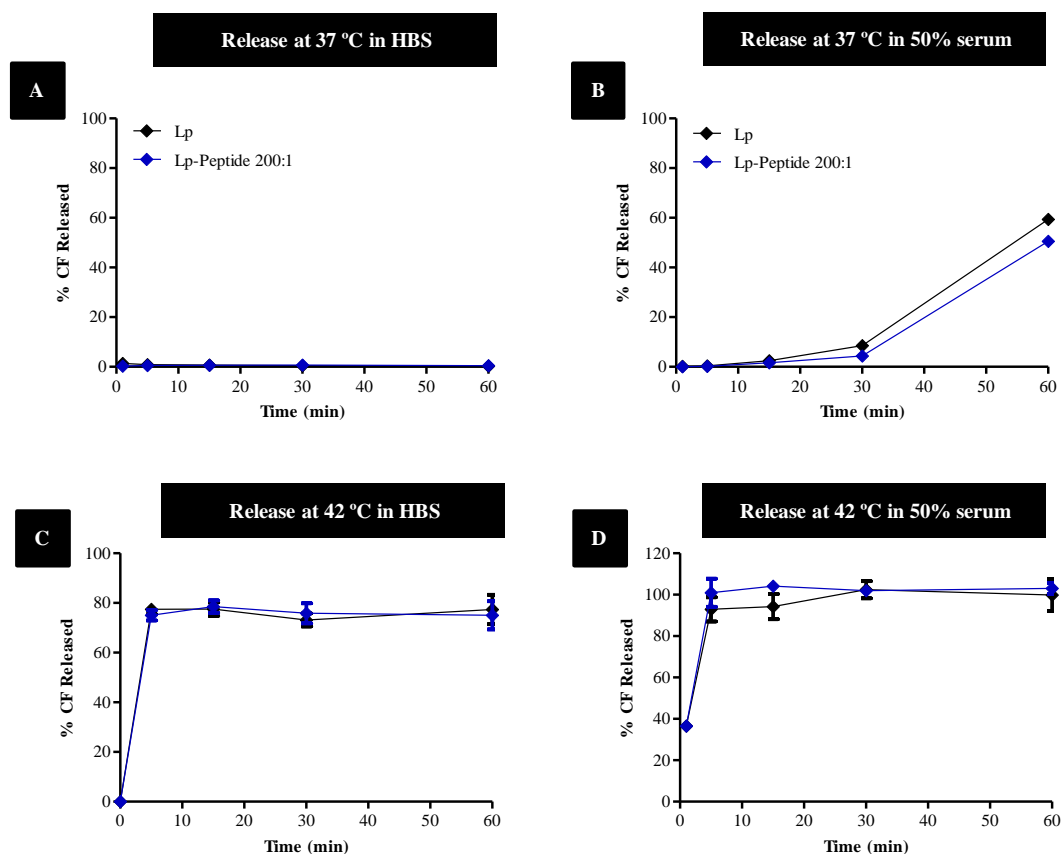 Release at 37 ºC in HBS
A
Lp
Lp-Peptide 200:1
% CF Released
100
80
60
40
20
0
0 10 20 30 40 50 60
Time (min)
Release at 37 ºC in 50% serum
B
Lp
Lp-Peptide 200:1
% CF Released
100
80
60
40
20
0
0 10 20 30 40 50 60
Time (min)
Release at 42 ºC in HBS
C
% CF Released
100
80
60
40
20
0
0 10 20 30 40 50 60
Time (min)
Release at 42 ºC in 50% serum
D
% CF Released
120
100
80
60
40
20
0
0 10 20 30 40 50 60
Time (min)